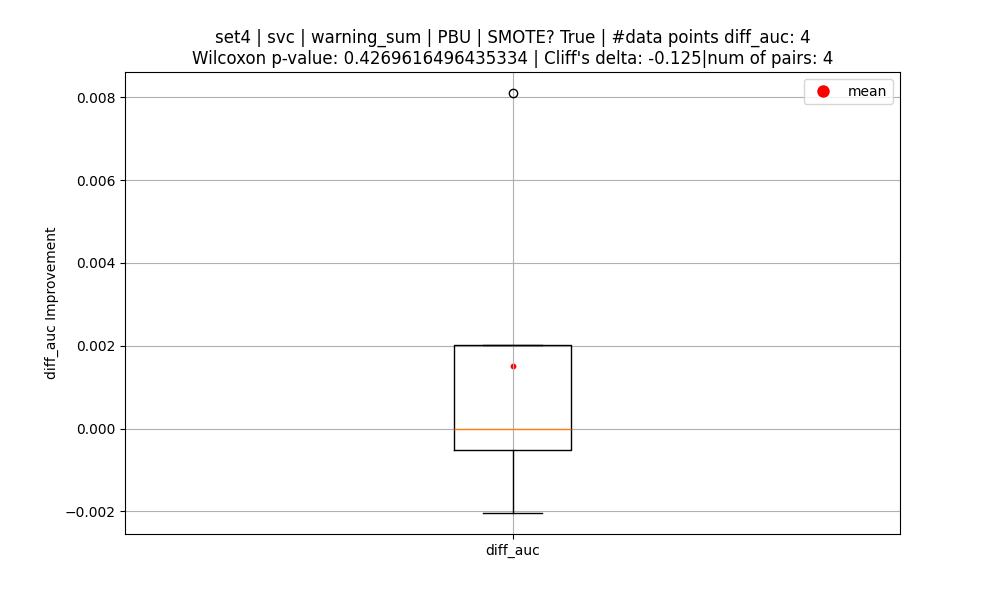 set4 | svc | warning_sum | PBU | SMOTE? True | #data points diff_auc: 4
Wilcoxon p-value: 0.4269616496435334 | Cliff's delta: -0.125|num of pairs: 4
mean
0.008
0.006
0.004
0.002
0.000
−0.002
diff_auc Improvement
diff_auc